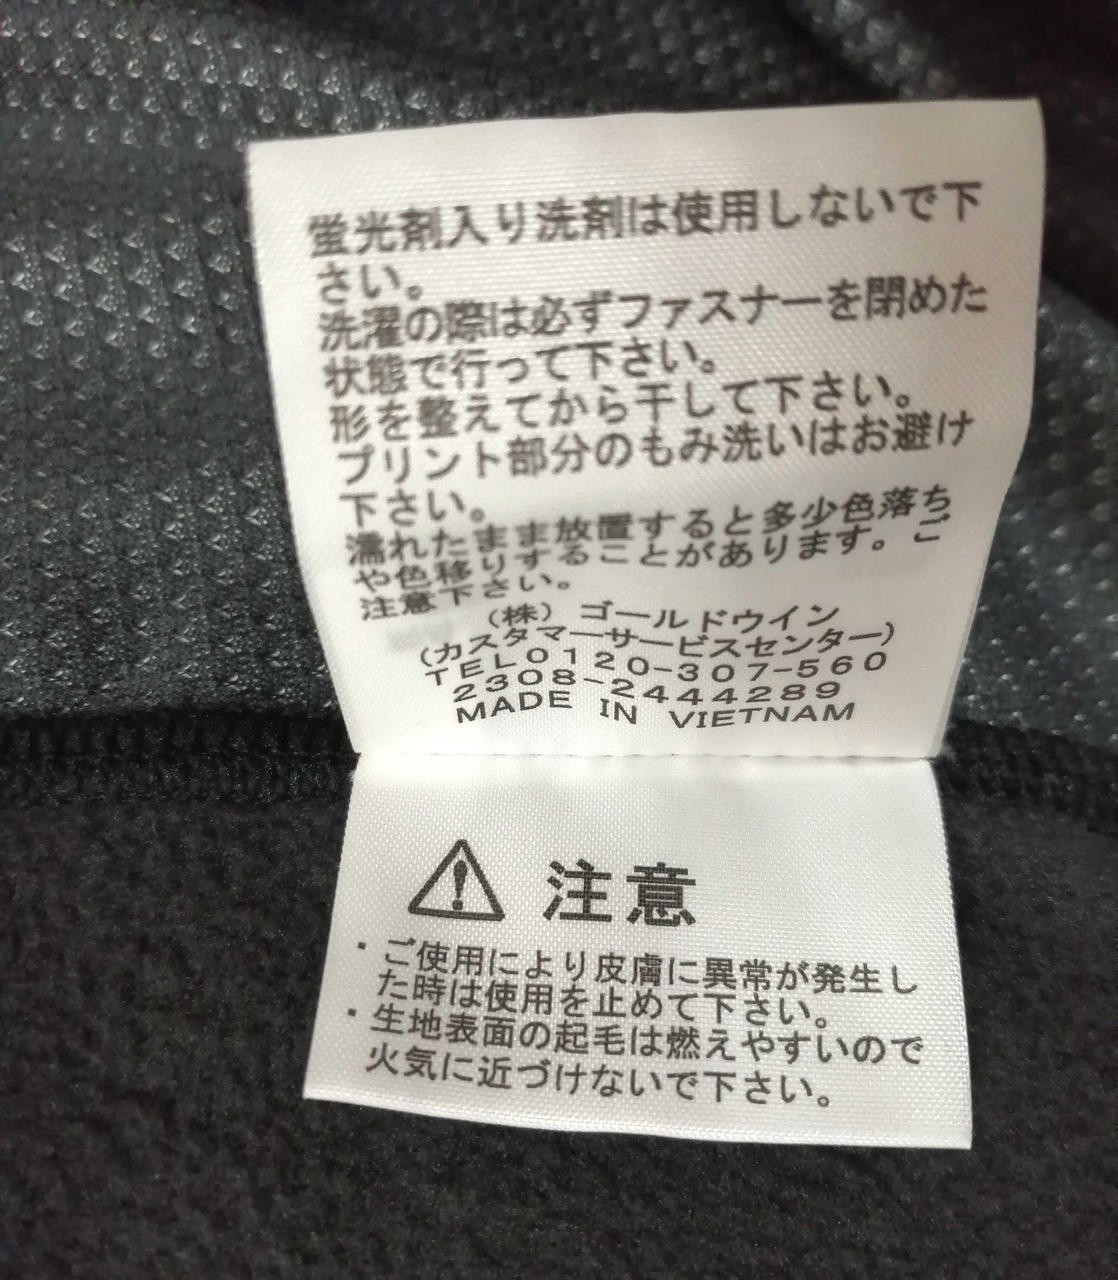 蛍光剤入り洗剤は使用しないで下
さい。
洗濯の際は必ずファスナーを閉めた
状態で行って下さい。
形を整えてから干して下さい。
プリント部分のもみ洗いはお避け
下さい。
濡れたまま放置すると多少色落ち
や色移りすることがあります。ご
注意下さい。
(株) ゴールドウイン
(カスタマーサービスセンター)
TEL0120-307-560
2308-2444289
MADE IN VIETNAM
注意
・ご使用により皮膚に異常が発生し
た時は使用を止めて下さい。
・生地表面の起毛は燃えやすいので
火気に近づけないで下さい。